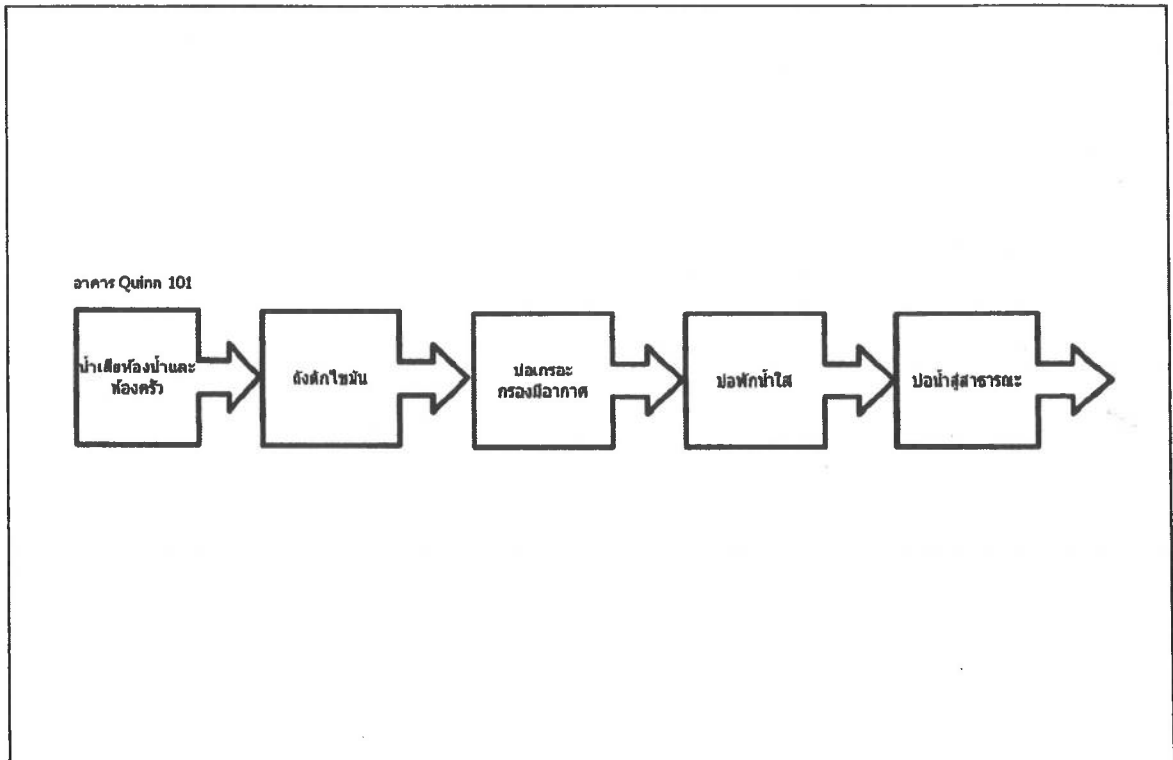 อาคาร Quinn 101
น้ำเสียห้องน้ำและ
ห้องครัว
ถังดักไขมัน
บ่อเกรอะ
กรองมีอากาศ
บ่อพักน้ำใส
บ่อน้ำสู่สาธารณะ